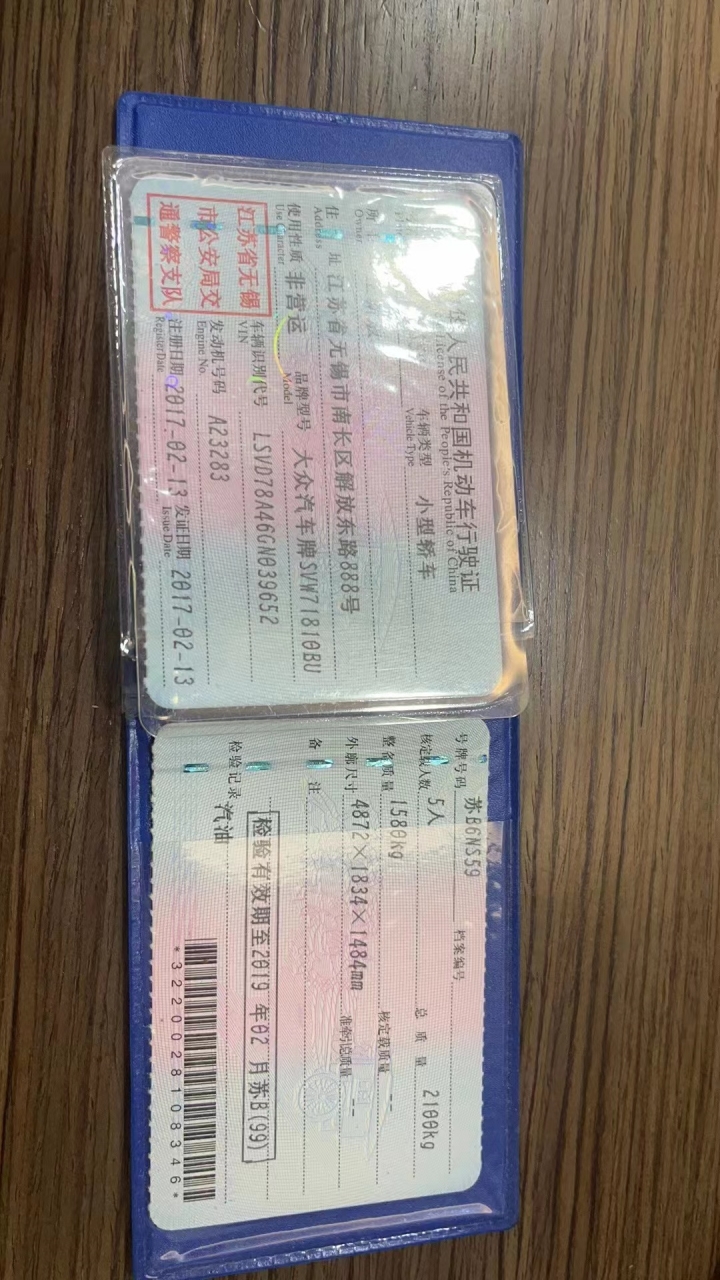 人民共和国机动车行驶证
License of the People's Republic of China
车辆类型 小型轿车
Vehicle Type
所
Owner
住 址 江苏省无锡市南长区解放东路888号
Address
使用性质 非营运 品牌型号 大众汽车牌SVW71810BU
Use Character Model
江苏省无锡
市公安局交
通警察支队
车辆识别代号 LSVD78A46GN039652
VIN
发动机号码 A23283
Engine No.
注册日期 2017-02-13 发证日期 2017-02-13
Register Date Issue Date
号牌号码 苏B6NS59 档案编号
核定载人数 5人 总质量 2100kg
整备质量 1580kg 核定载质量 --
外廓尺寸 4872×1834×1484mm 准牵引总质量 --
备 注
检验有效期至2019年02月苏B(99)
检验记录 汽油
*3220028108346*